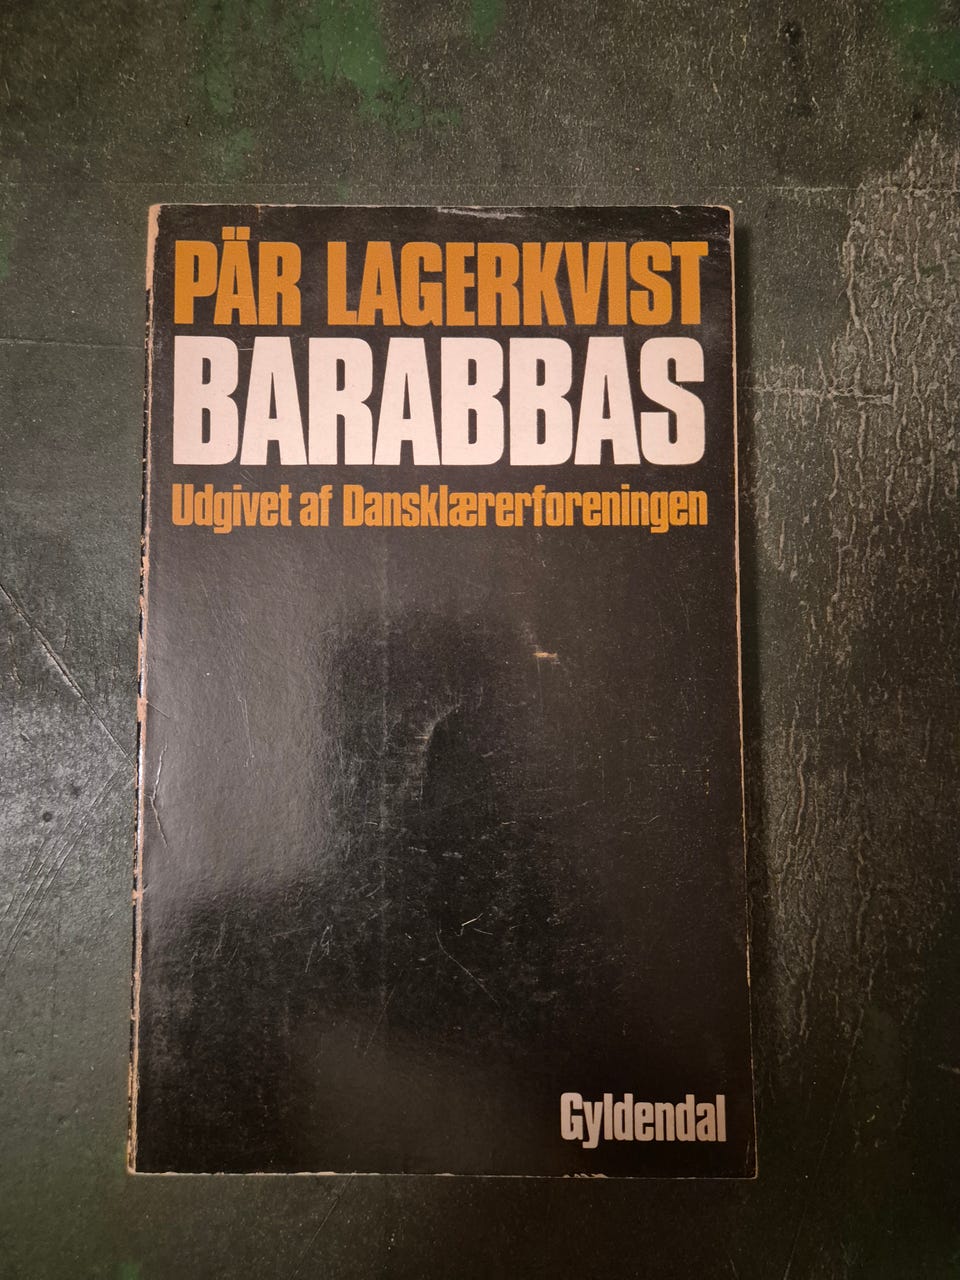 PÄR LAGERKVIST
BARABBAS
Udgivet af Dansklærerforeningen
Gyldendal